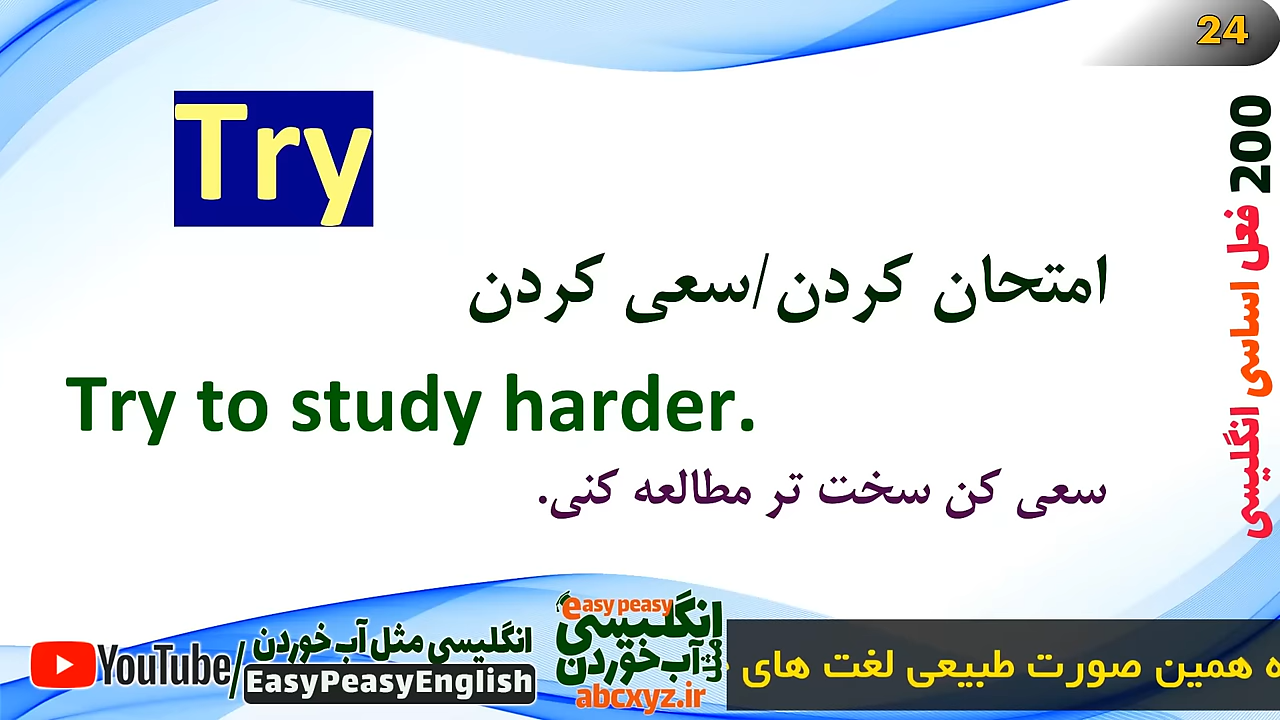 24
Try
امتحان کردن/سعی کردن
Try to study harder.
سعی کن سخت تر مطالعه کنی.
200 فعل اساسی انگلیسی
YouTube/
انگلیسی مثل آب خوردن
EasyPeasyEnglish
easy peasy
انگلیسی
مثل آب خوردن
abcxyz.ir
همین صورت طبیعی لغت های